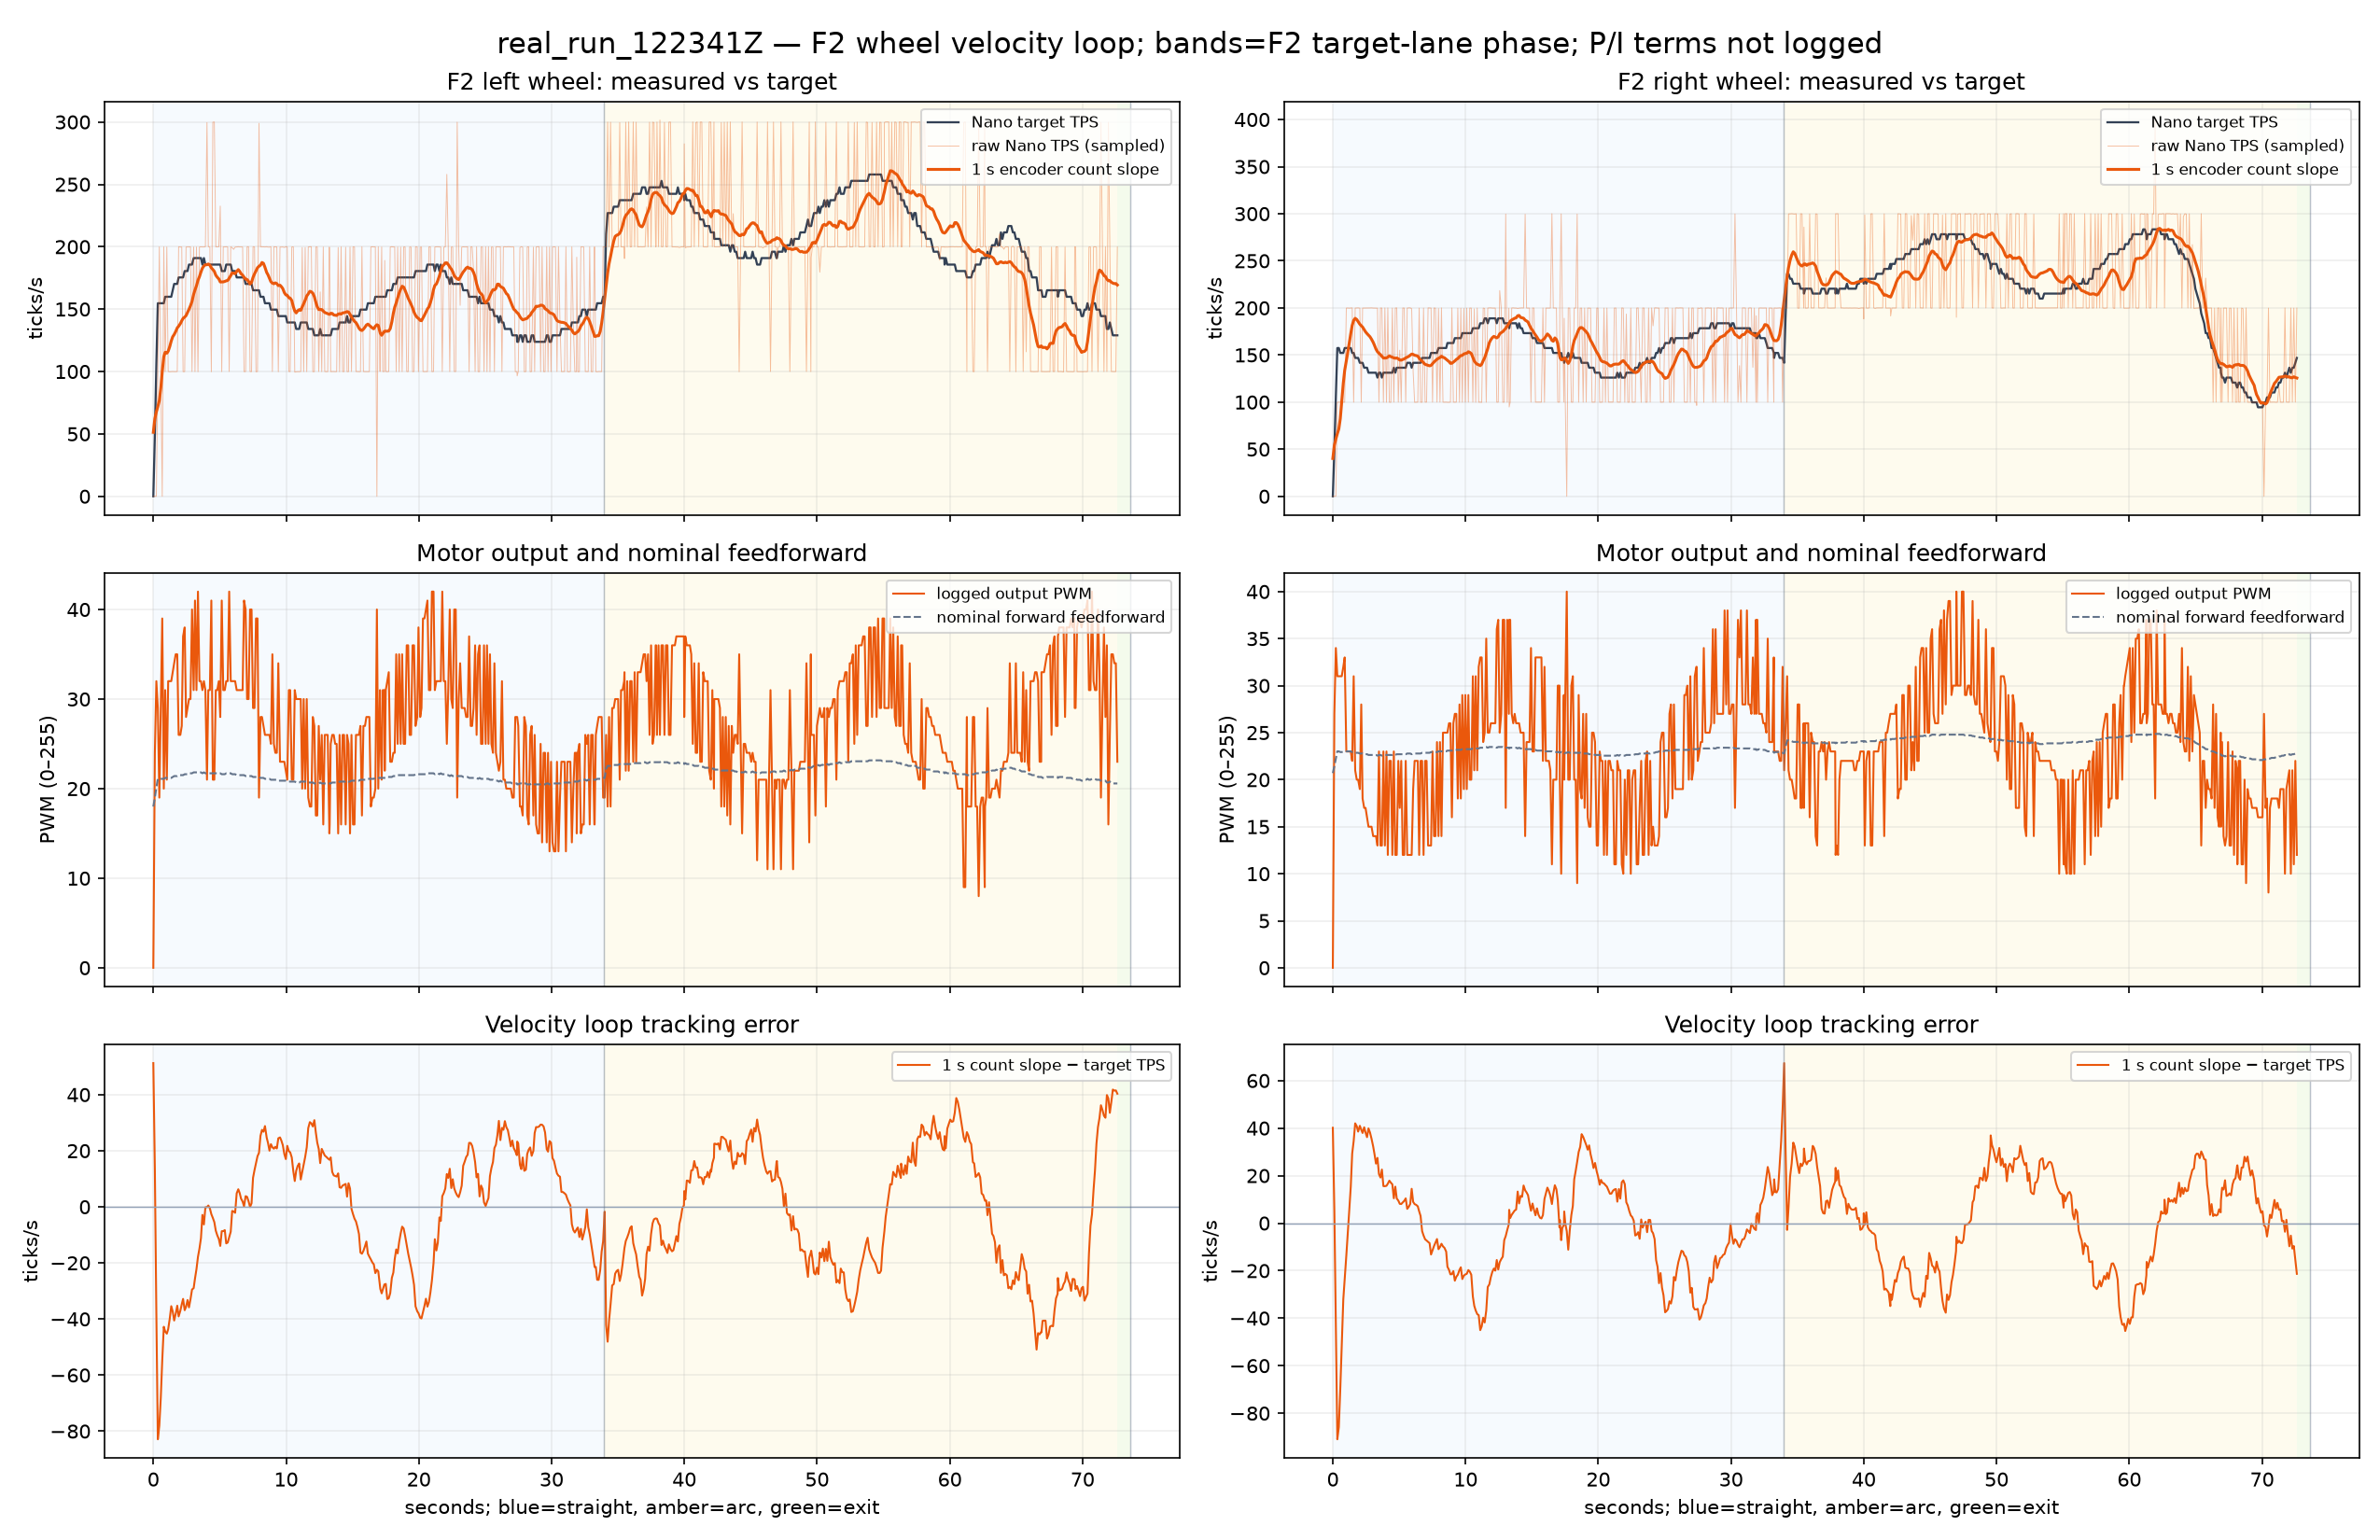 real_run_122341Z — F2 wheel velocity loop; bands=F2 target-lane phase; P/I terms not logged
F2 left wheel: measured vs target
ticks/s
300
250
200
150
100
50
0
Nano target TPS
raw Nano TPS (sampled)
1 s encoder count slope
F2 right wheel: measured vs target
ticks/s
400
350
300
250
200
150
100
50
0
Nano target TPS
raw Nano TPS (sampled)
1 s encoder count slope
Motor output and nominal feedforward
PWM (0–255)
40
30
20
10
0
logged output PWM
nominal forward feedforward
Motor output and nominal feedforward
PWM (0–255)
40
35
30
25
20
15
10
5
0
logged output PWM
nominal forward feedforward
Velocity loop tracking error
ticks/s
40
20
0
−20
−40
−60
−80
1 s count slope − target TPS
0 10 20 30 40 50 60 70
seconds; blue=straight, amber=arc, green=exit
Velocity loop tracking error
ticks/s
60
40
20
0
−20
−40
−60
−80
1 s count slope − target TPS
0 10 20 30 40 50 60 70
seconds; blue=straight, amber=arc, green=exit